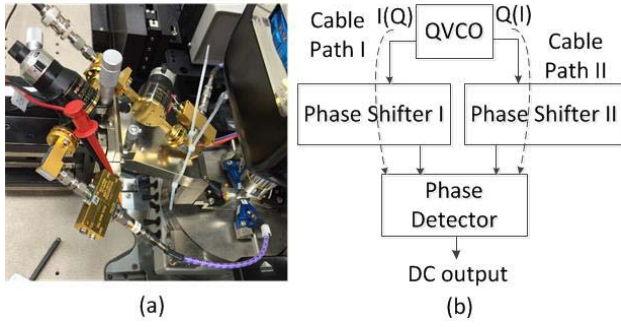 Cable
Path I
I(Q)
QVCO
Q(I)
Cable
Path II
Phase Shifter I
Phase Shifter II
Phase
Detector
DC output
(a)
(b)